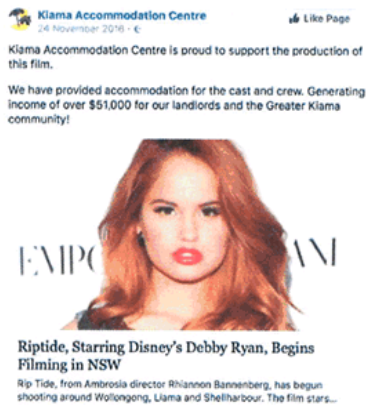 Kiama Accommodation Centre
Like Page
24 November 2016 ·
Kiama Accommodation Centre is proud to support the production of
this film.
We have provided accommodation for the cast and crew. Generating
income of over $51,000 for our landlords and the Greater Kiama
community!
EMPO
AM
Riptide, Starring Disney's Debby Ryan, Begins
Filming in NSW
Rip Tide, from Ambrosia director Rhiannon Bannenberg, has begun
shooting around Wollongong, Llama and Shellharbour. The film stars...